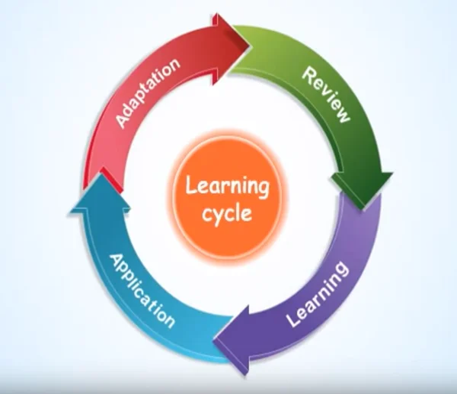 Adaptation
Review
Learning
cycle
Application
Learning